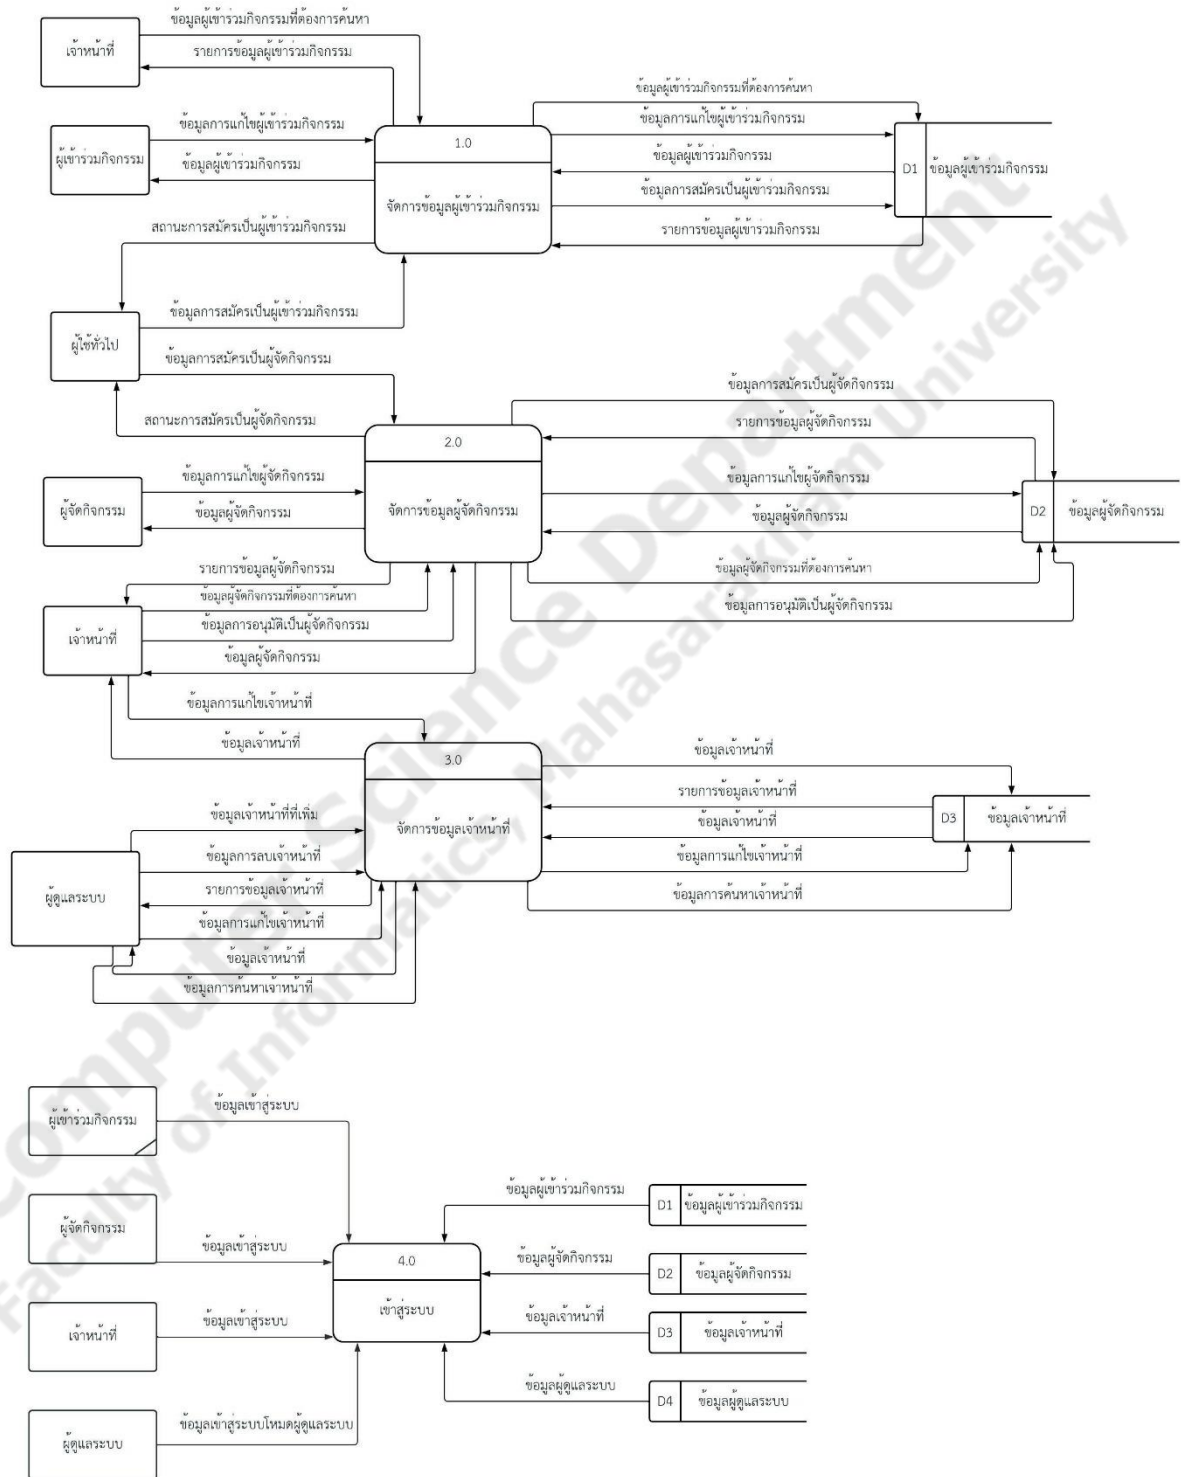 ข้อมูลผู้เข้าร่วมกิจกรรมที่ต้องการค้นหา
เจ้าหน้าที่
รายการข้อมูลผู้เข้าร่วมกิจกรรม
ข้อมูลผู้เข้าร่วมกิจกรรมที่ต้องการค้นหา
ข้อมูลการแก้ไขผู้เข้าร่วมกิจกรรม
ข้อมูลการแก้ไขผู้เข้าร่วมกิจกรรม
1.0
ผู้เข้าร่วมกิจกรรม
ข้อมูลผู้เข้าร่วมกิจกรรม
ข้อมูลผู้เข้าร่วมกิจกรรม
D1
ข้อมูลผู้เข้าร่วมกิจกรรม
จัดการข้อมูลผู้เข้าร่วมกิจกรรม
ข้อมูลการสมัครเป็นผู้เข้าร่วมกิจกรรม
สถานะการสมัครเป็นผู้เข้าร่วมกิจกรรม
รายการข้อมูลผู้เข้าร่วมกิจกรรม
ข้อมูลการสมัครเป็นผู้เข้าร่วมกิจกรรม
ผู้ใช้ทั่วไป
ข้อมูลการสมัครเป็นผู้จัดกิจกรรม
ข้อมูลการสมัครเป็นผู้จัดกิจกรรม
สถานะการสมัครเป็นผู้จัดกิจกรรม
รายการข้อมูลผู้จัดกิจกรรม
2.0
ข้อมูลการแก้ไขผู้จัดกิจกรรม
ข้อมูลการแก้ไขผู้จัดกิจกรรม
ผู้จัดกิจกรรม
ข้อมูลผู้จัดกิจกรรม
จัดการข้อมูลผู้จัดกิจกรรม
ข้อมูลผู้จัดกิจกรรม
D2
ข้อมูลผู้จัดกิจกรรม
รายการข้อมูลผู้จัดกิจกรรม
ข้อมูลผู้จัดกิจกรรมที่ต้องการค้นหา
ข้อมูลผู้จัดกิจกรรมที่ต้องการค้นหา
ข้อมูลการอนุมัติเป็นผู้จัดกิจกรรม
ข้อมูลการอนุมัติเป็นผู้จัดกิจกรรม
เจ้าหน้าที่
ข้อมูลผู้จัดกิจกรรม
ข้อมูลการแก้ไขเจ้าหน้าที่
ข้อมูลเจ้าหน้าที่
ข้อมูลเจ้าหน้าที่
3.0
รายการข้อมูลเจ้าหน้าที่
ข้อมูลเจ้าหน้าที่ที่เพิ่ม
จัดการข้อมูลเจ้าหน้าที่
ข้อมูลเจ้าหน้าที่
D3
ข้อมูลเจ้าหน้าที่
ข้อมูลการลบเจ้าหน้าที่
ข้อมูลการแก้ไขเจ้าหน้าที่
ผู้ดูแลระบบ
รายการข้อมูลเจ้าหน้าที่
ข้อมูลการค้นหาเจ้าหน้าที่
ข้อมูลการแก้ไขเจ้าหน้าที่
ข้อมูลเจ้าหน้าที่
ข้อมูลการค้นหาเจ้าหน้าที่
ผู้เข้าร่วมกิจกรรม
ข้อมูลเข้าสู่ระบบ
ข้อมูลผู้เข้าร่วมกิจกรรม
D1
ข้อมูลผู้เข้าร่วมกิจกรรม
ผู้จัดกิจกรรม
ข้อมูลเข้าสู่ระบบ
4.0
ข้อมูลผู้จัดกิจกรรม
D2
ข้อมูลผู้จัดกิจกรรม
เข้าสู่ระบบ
เจ้าหน้าที่
ข้อมูลเข้าสู่ระบบ
ข้อมูลเจ้าหน้าที่
D3
ข้อมูลเจ้าหน้าที่
ข้อมูลผู้ดูแลระบบ
D4
ข้อมูลผู้ดูแลระบบ
ผู้ดูแลระบบ
ข้อมูลเข้าสู่ระบบโหมดผู้ดูแลระบบ
Computer Science Department
Faculty of Informatics, Mahasarakham University